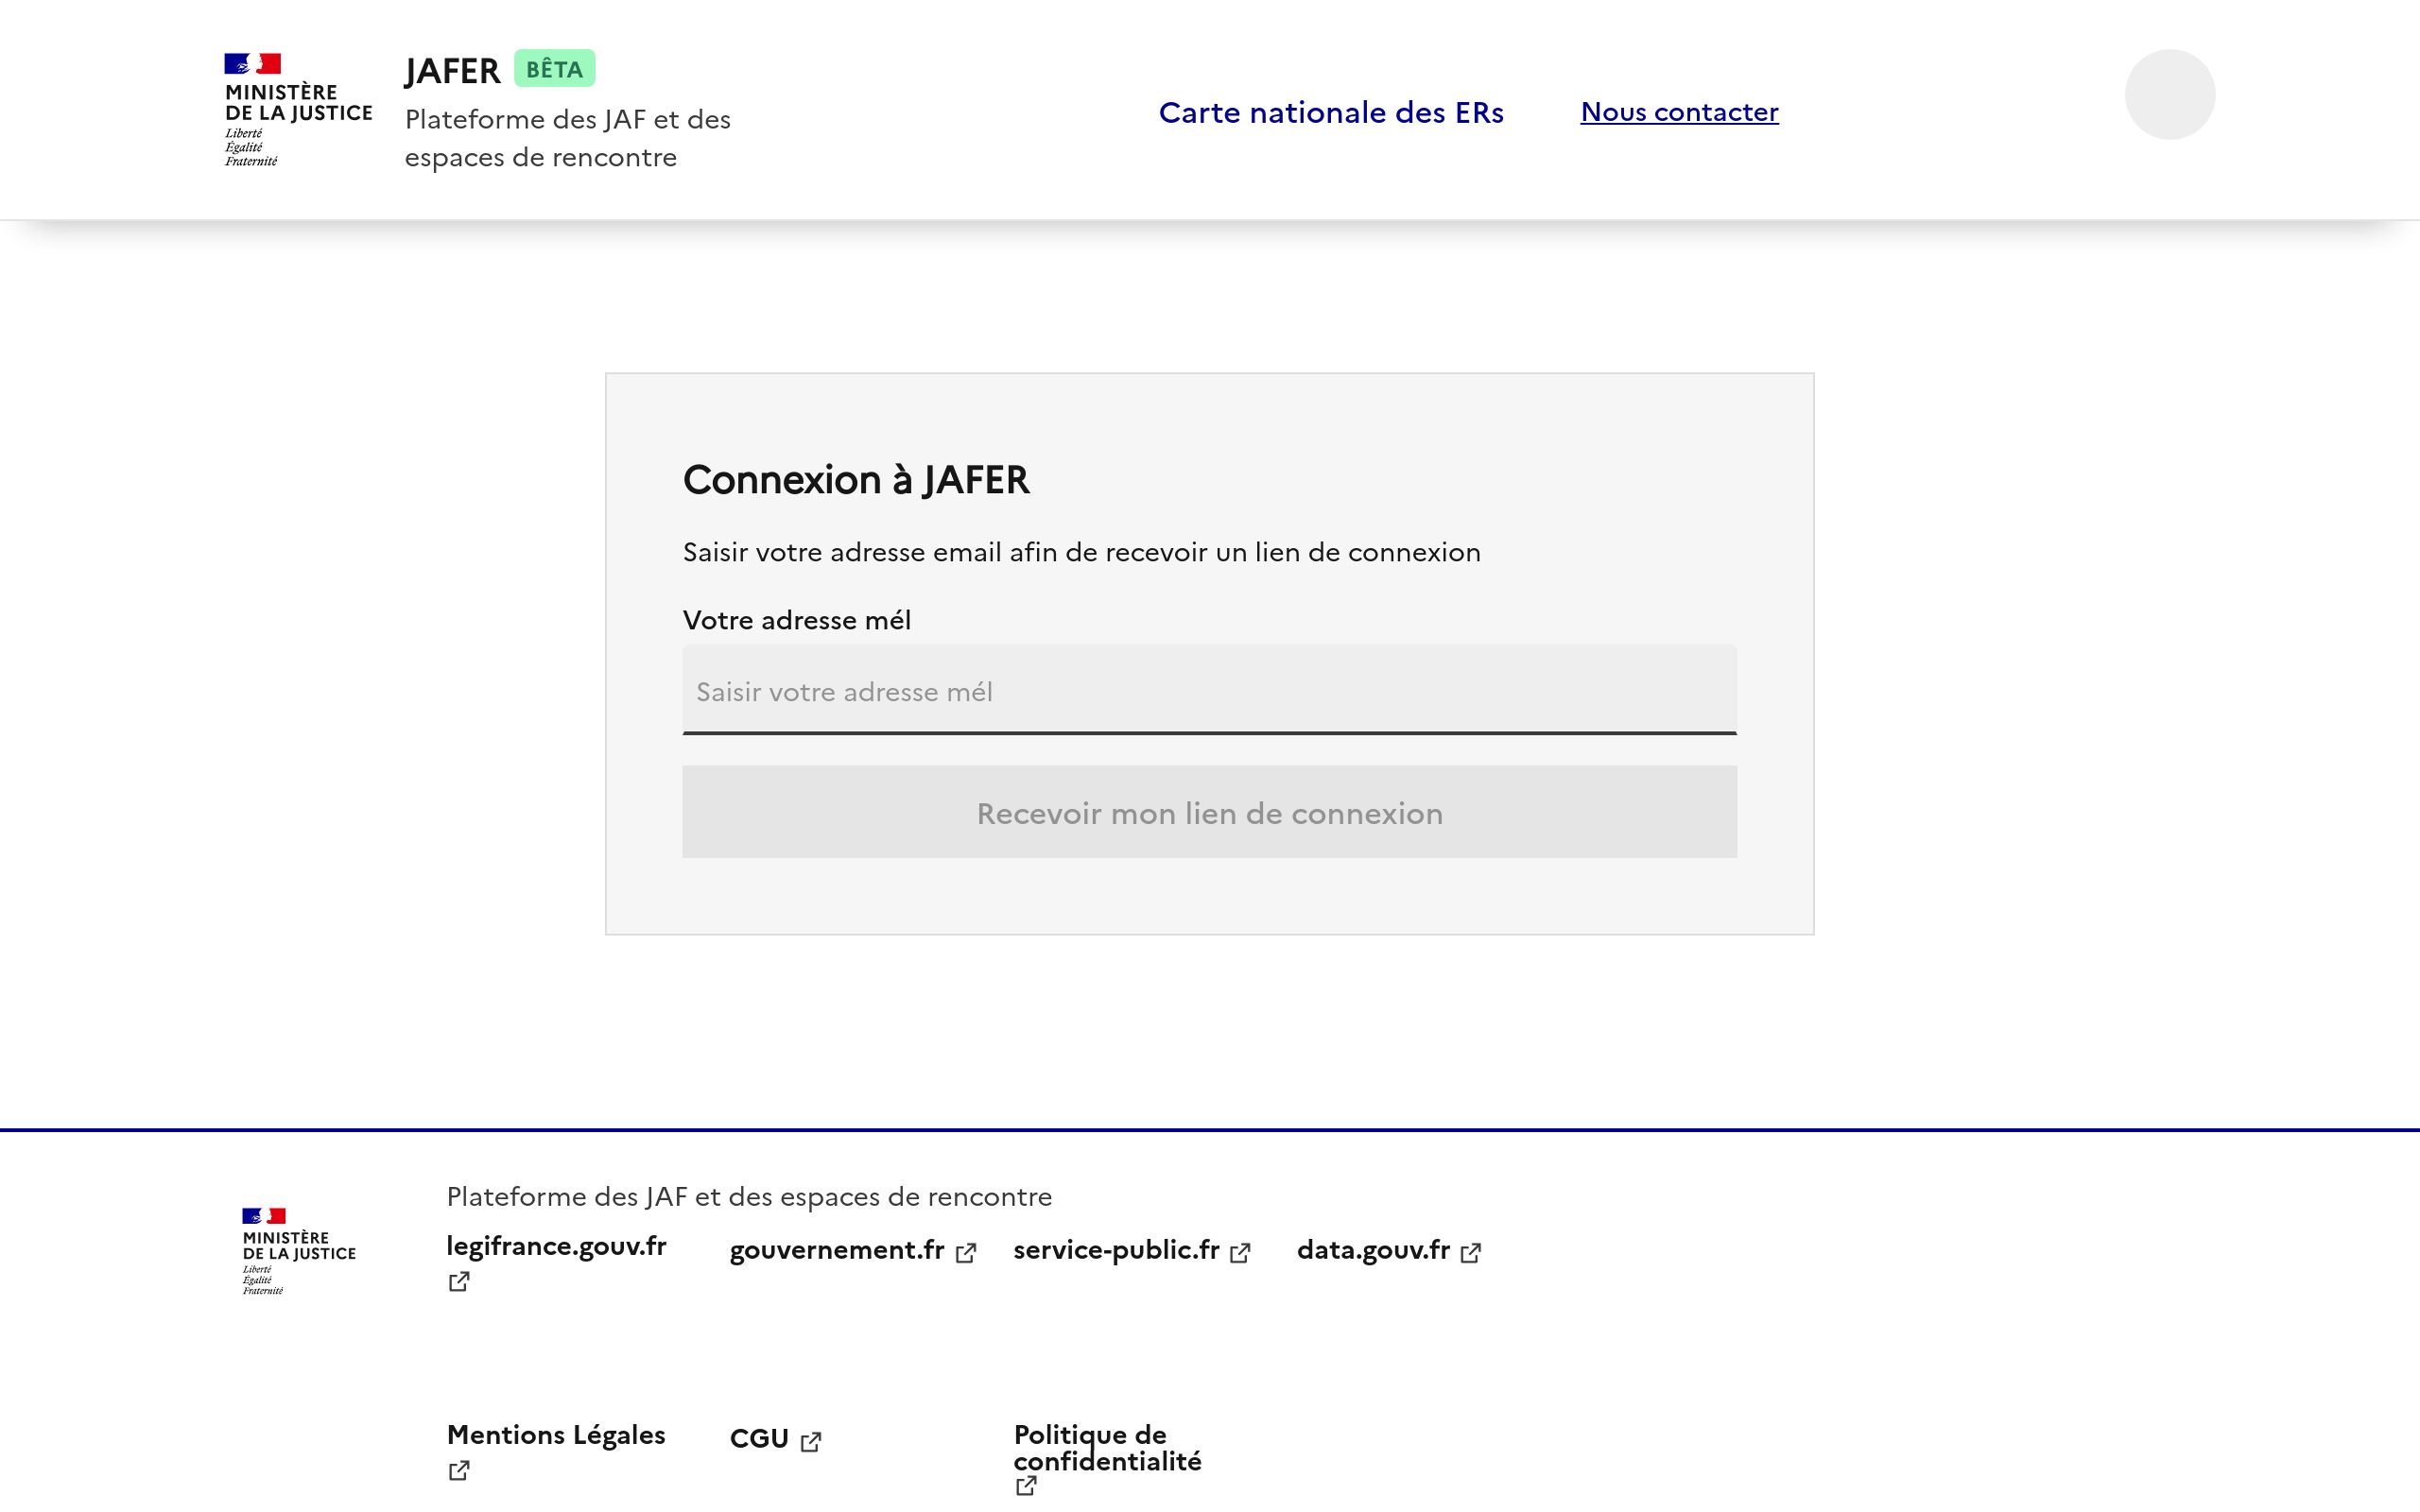 MINISTÈRE
DE LA JUSTICE
Liberté
Égalité
Fraternité
JAFER BÊTA
Plateforme des JAF et des
espaces de rencontre
Carte nationale des ERs
Nous contacter
Connexion à JAFER
Saisir votre adresse email afin de recevoir un lien de connexion
Votre adresse mél
Saisir votre adresse mél
Recevoir mon lien de connexion
MINISTÈRE
DE LA JUSTICE
Liberté
Égalité
Fraternité
Plateforme des JAF et des espaces de rencontre
legifrance.gouv.fr
gouvernement.fr
service-public.fr
data.gouv.fr
Mentions Légales
CGU
Politique de
confidentialité